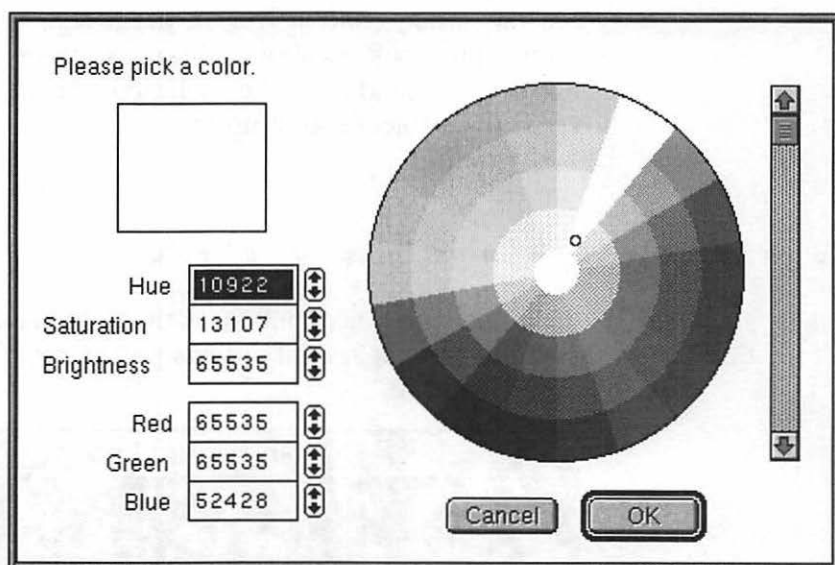 Please pick a color.
Hue 10922
Saturation 13107
Brightness 65535
Red 65535
Green 65535
Blue 52428
Cancel OK